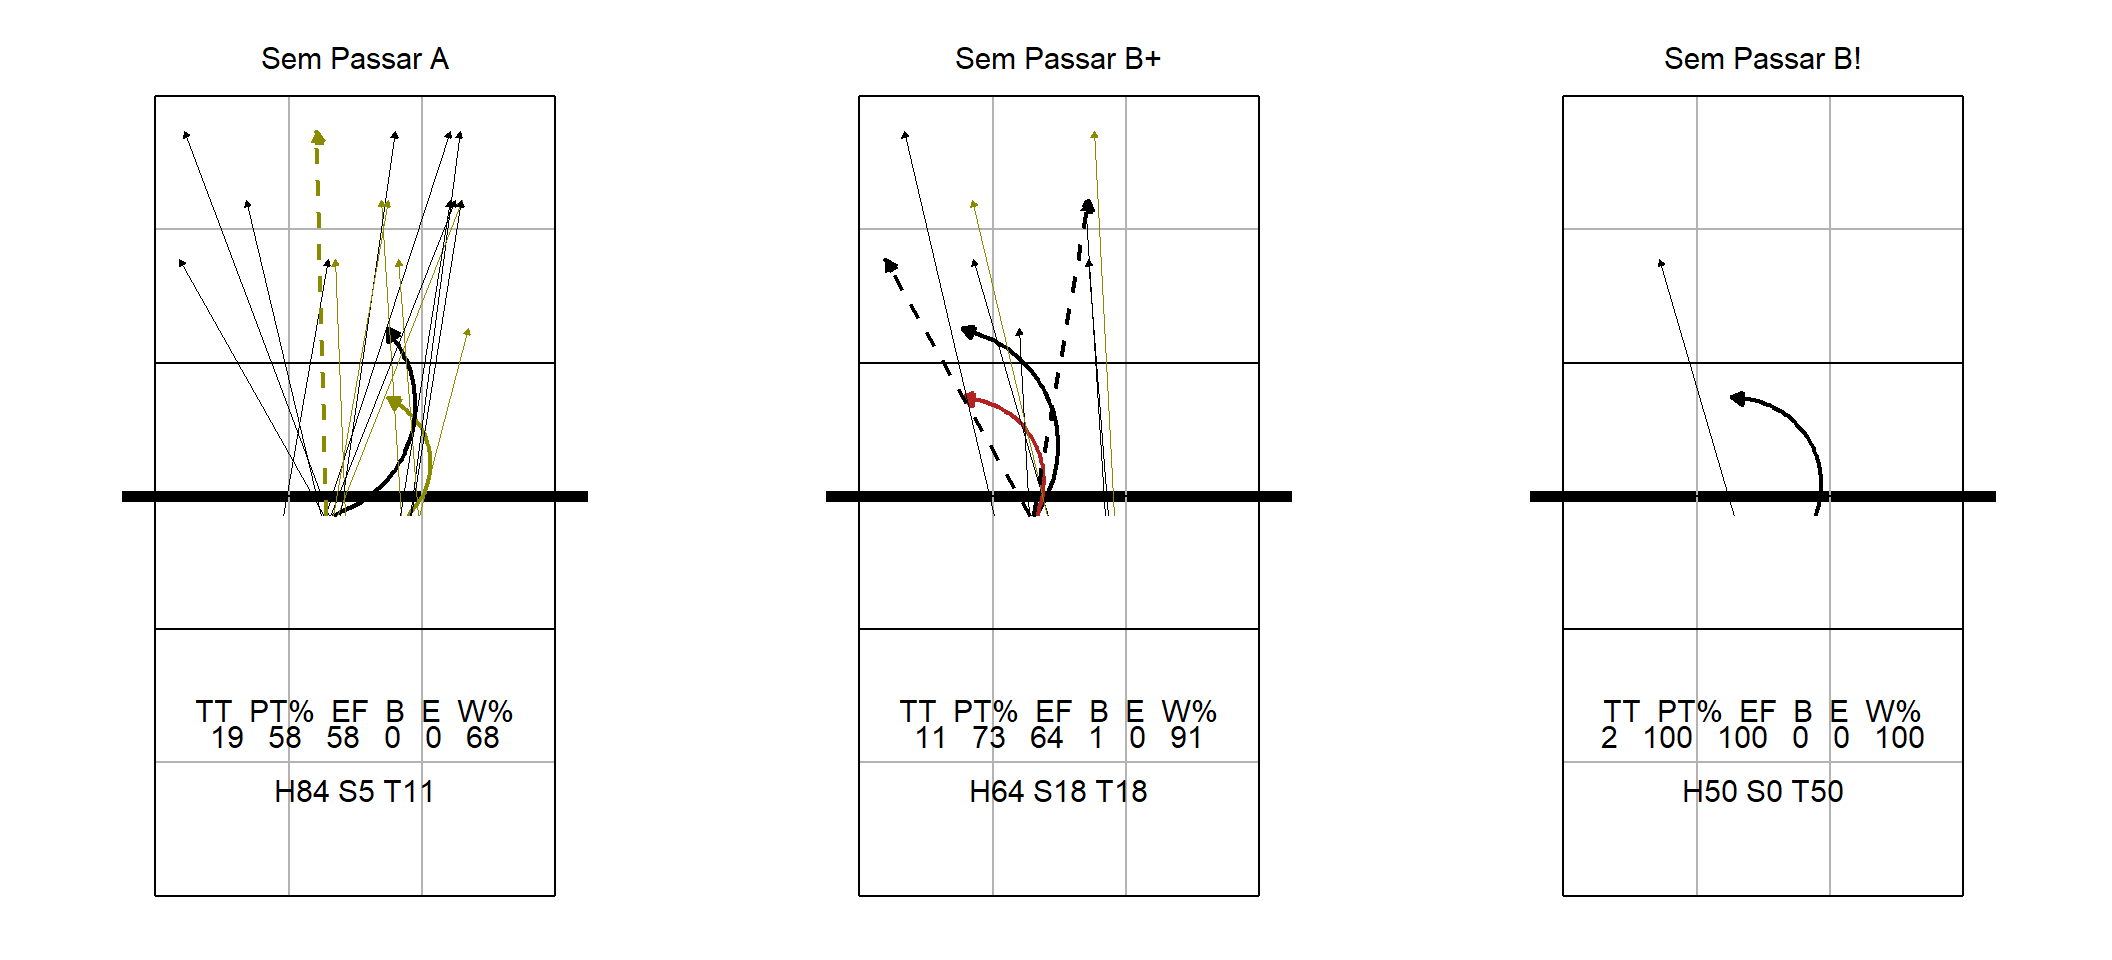 Sem Passar A
TT PT% EF B E W%
19 58 58 0 0 68
H84 S5 T11
Sem Passar B+
TT PT% EF B E W%
11 73 64 1 0 91
H64 S18 T18
Sem Passar B!
TT PT% EF B E W%
2 100 100 0 0 100
H50 S0 T50